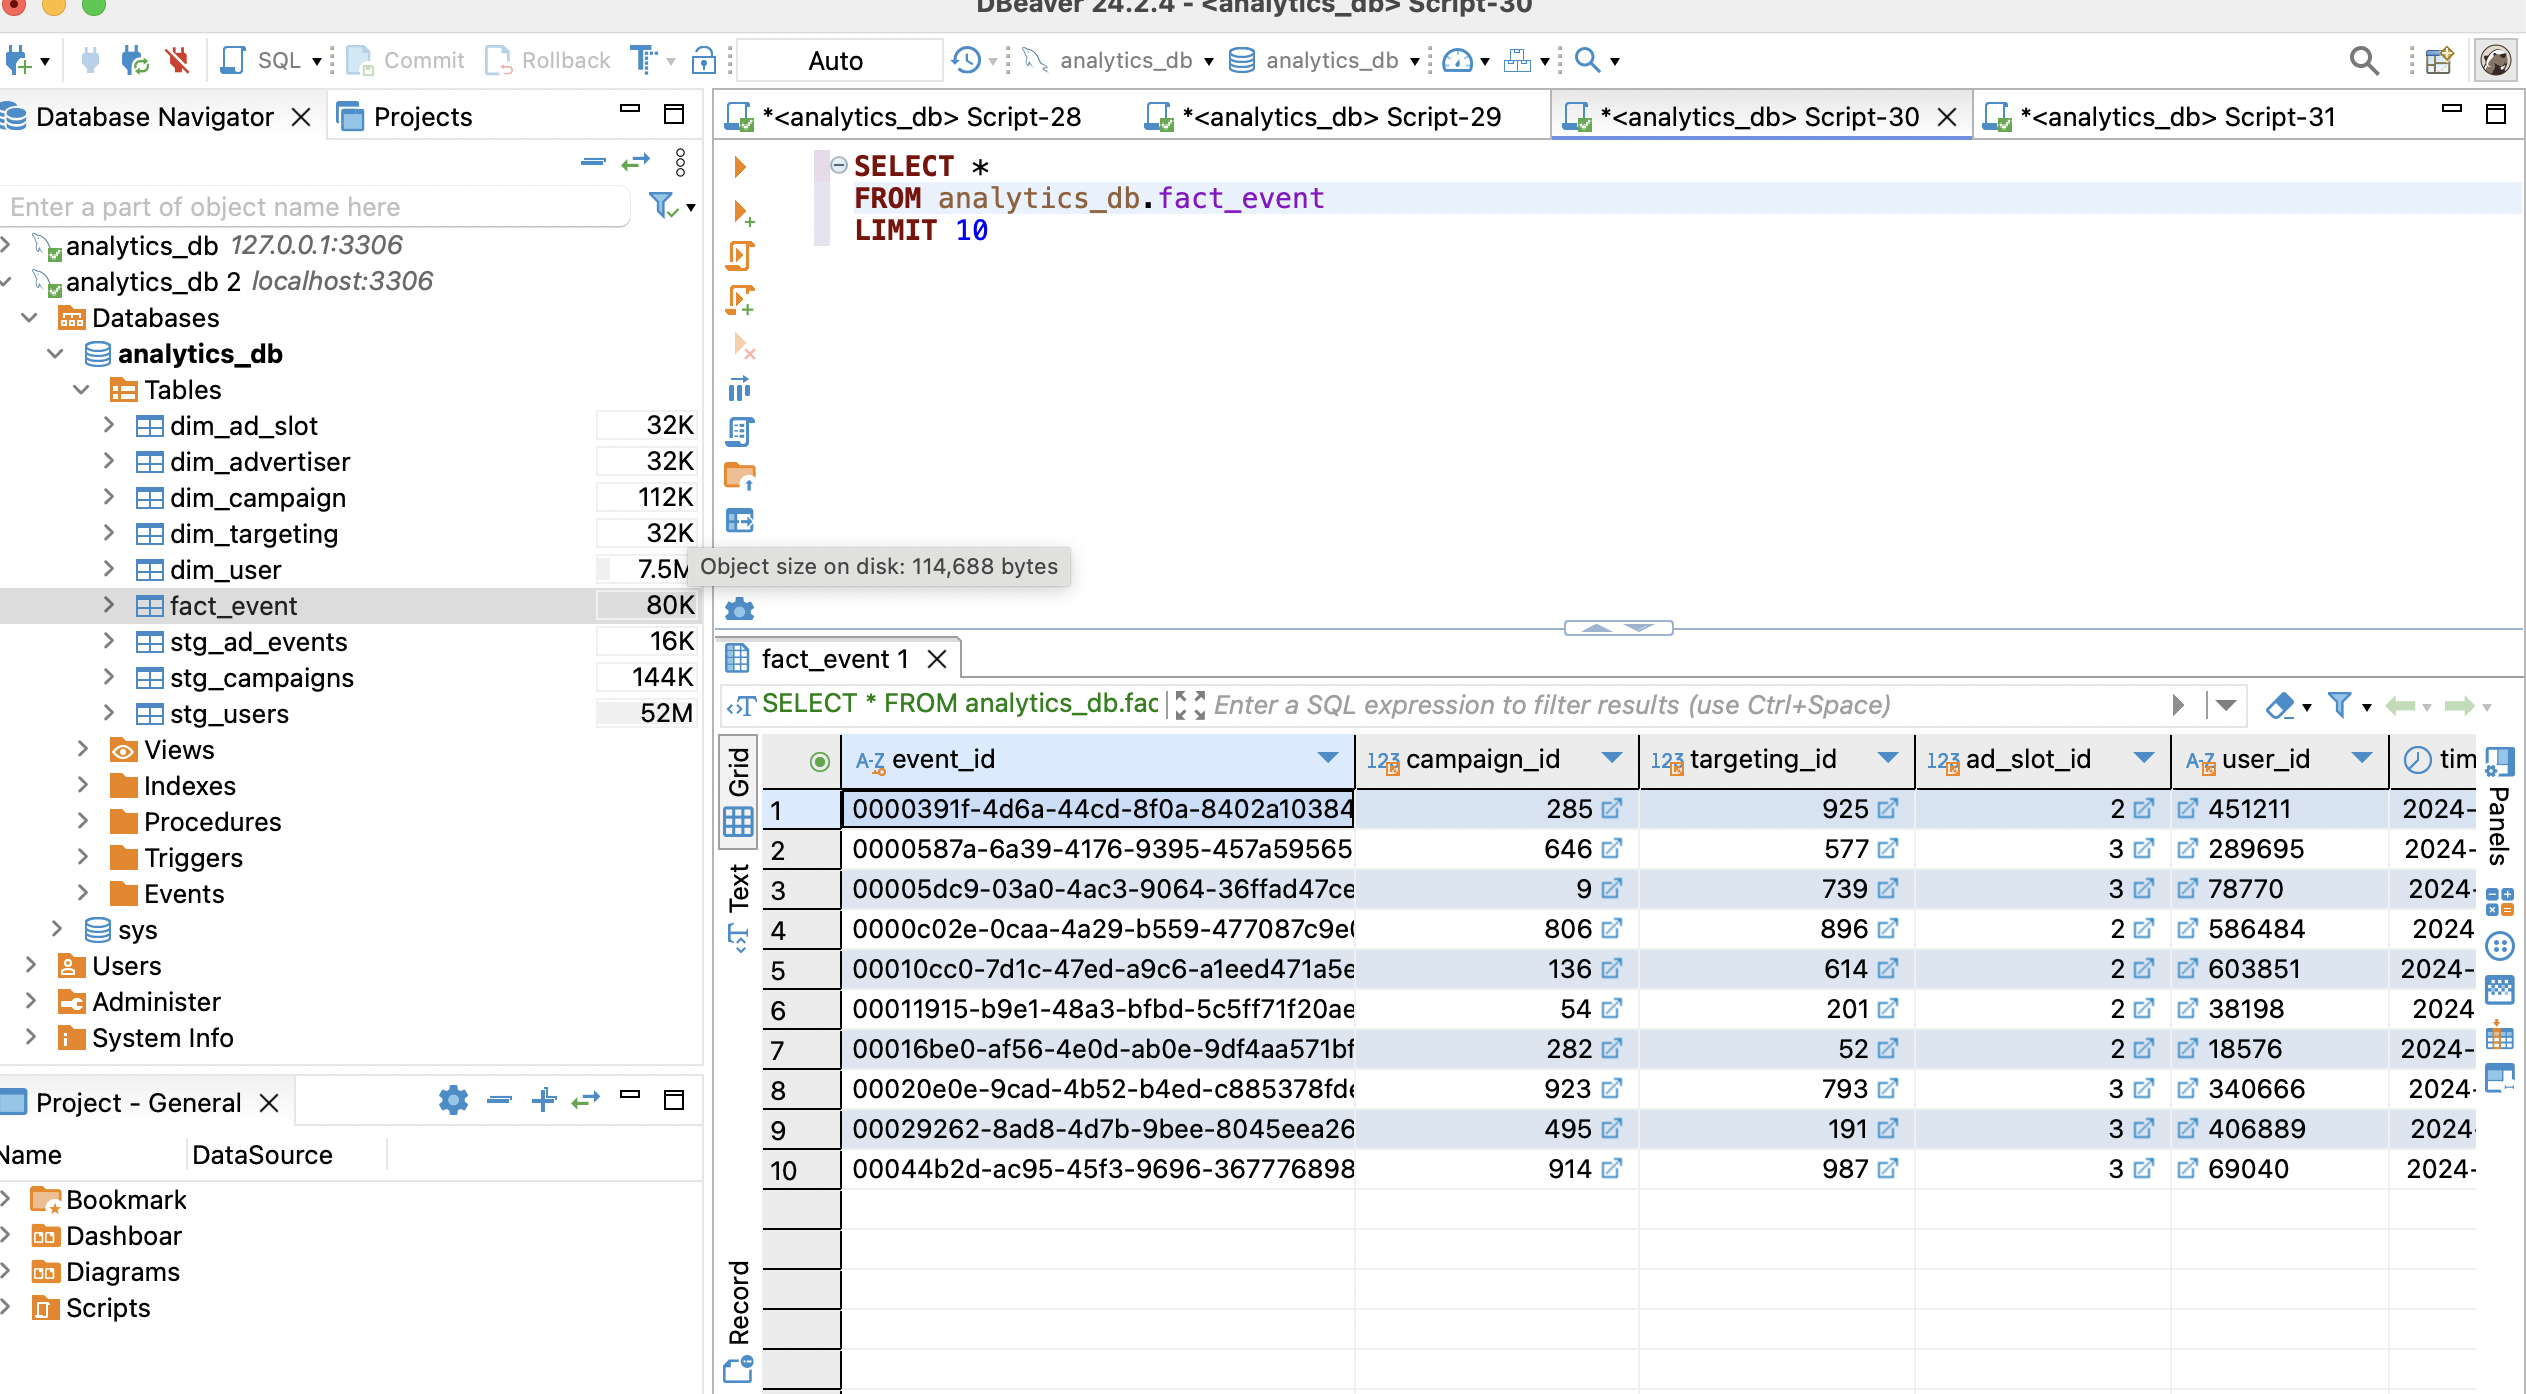 DBeaver 24.2.4 - <analytics_db> Script-30
SQL Commit Rollback Auto analytics_db analytics_db
Database Navigator Projects
Enter a part of object name here
analytics_db 127.0.0.1:3306
analytics_db 2 localhost:3306
Databases
analytics_db
Tables
dim_ad_slot 32K
dim_advertiser 32K
dim_campaign 112K
dim_targeting 32K
dim_user 7.5M
fact_event 80K
stg_ad_events 16K
stg_campaigns 144K
stg_users 52M
Views
Indexes
Procedures
Triggers
Events
sys
Users
Administer
System Info
Object size on disk: 114,688 bytes
Project - General
Name DataSource
Bookmark
Dashboar
Diagrams
Scripts
*<analytics_db> Script-28 *<analytics_db> Script-29 *<analytics_db> Script-30 *<analytics_db> Script-31
SELECT *
FROM analytics_db.fact_event
LIMIT 10
fact_event 1
SELECT * FROM analytics_db.fac Enter a SQL expression to filter results (use Ctrl+Space)
Grid
Text
Record
Panels
A-Z event_id 123 campaign_id 123 targeting_id 123 ad_slot_id A-Z user_id tim
1 0000391f-4d6a-44cd-8f0a-8402a10384 285 925 2 451211 2024-
2 0000587a-6a39-4176-9395-457a59565 646 577 3 289695 2024-
3 00005dc9-03a0-4ac3-9064-36ffad47ce 9 739 3 78770 2024-
4 0000c02e-0caa-4a29-b559-477087c9e 806 896 2 586484 2024
5 00010cc0-7d1c-47ed-a9c6-a1eed471a5e 136 614 2 603851 2024-
6 00011915-b9e1-48a3-bfbd-5c5ff71f20ae 54 201 2 38198 2024
7 00016be0-af56-4e0d-ab0e-9df4aa571bf 282 52 2 18576 2024-
8 00020e0e-9cad-4b52-b4ed-c885378fde 923 793 3 340666 2024-
9 00029262-8ad8-4d7b-9bee-8045eea26 495 191 3 406889 2024-
10 00044b2d-ac95-45f3-9696-367776898 914 987 3 69040 2024-